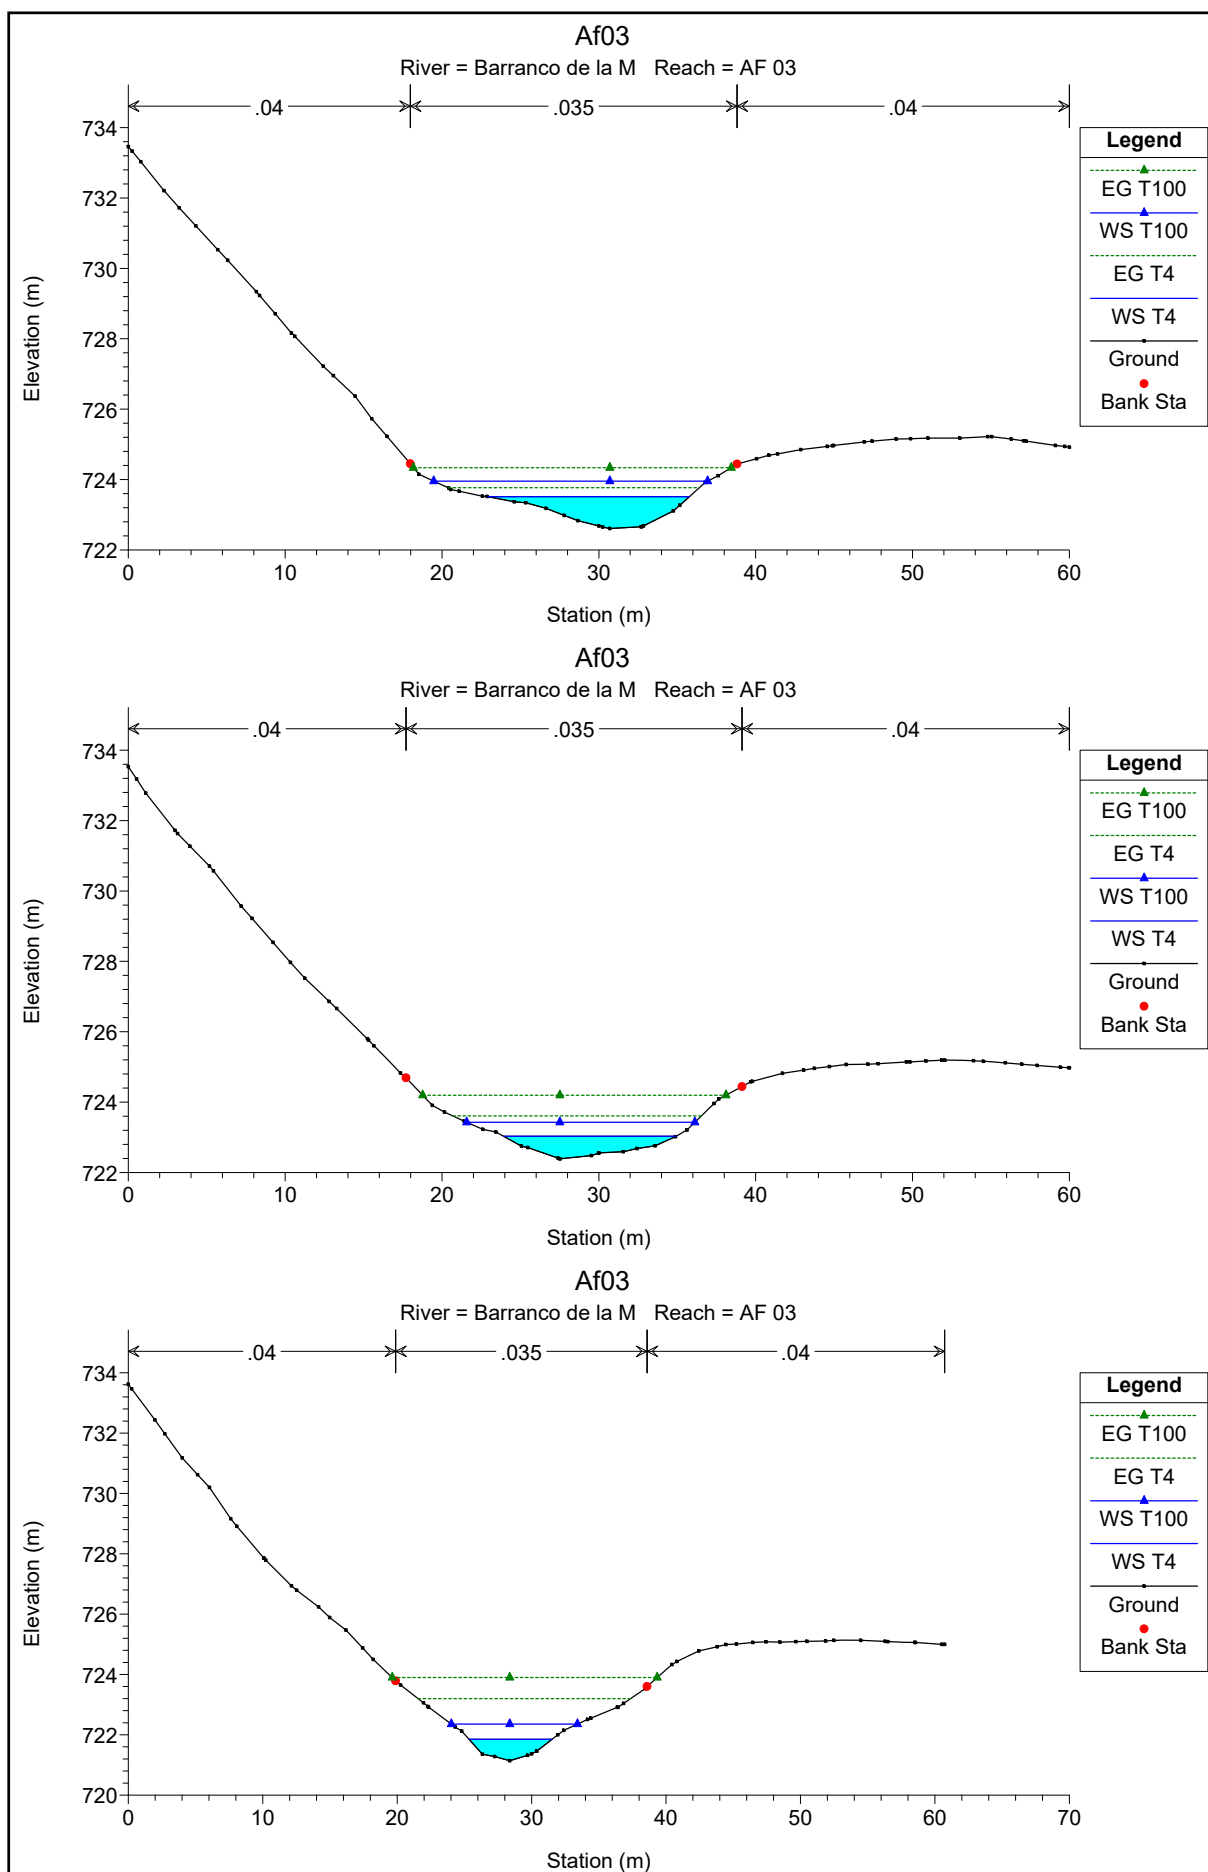 Af03
River = Barranco de la M   Reach = AF 03
.04 .035 .04
Legend
EG T100
WS T100
EG T4
WS T4
Ground
Bank Sta
734
732
730
728
726
724
722
0 10 20 30 40 50 60
Elevation (m)
Station (m)
Af03
River = Barranco de la M   Reach = AF 03
.04 .035 .04
Legend
EG T100
EG T4
WS T100
WS T4
Ground
Bank Sta
734
732
730
728
726
724
722
0 10 20 30 40 50 60
Elevation (m)
Station (m)
Af03
River = Barranco de la M   Reach = AF 03
.04 .035 .04
Legend
EG T100
EG T4
WS T100
WS T4
Ground
Bank Sta
734
732
730
728
726
724
722
720
0 10 20 30 40 50 60 70
Elevation (m)
Station (m)